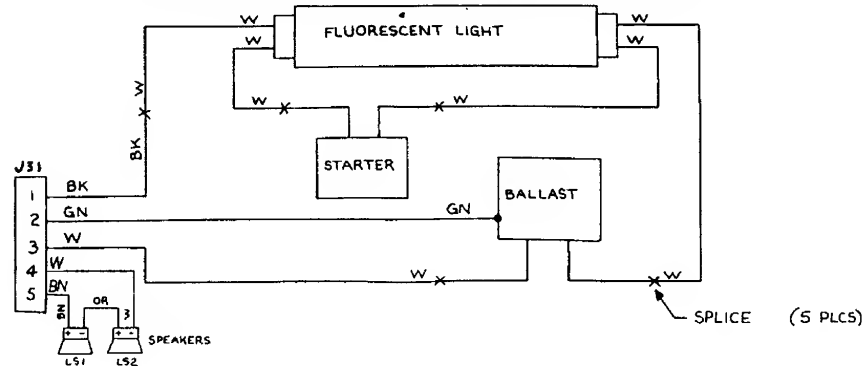 W
W
FLUORESCENT LIGHT
W
W
W
W
W
BK
STARTER
J31
1 BK
2 GN
GN
BALLAST
3 W
4 W
5 BN
W
W
SPLICE (5 PLCS)
BN
OR
+ -
+ -
SPEAKERS
LS1
LS2